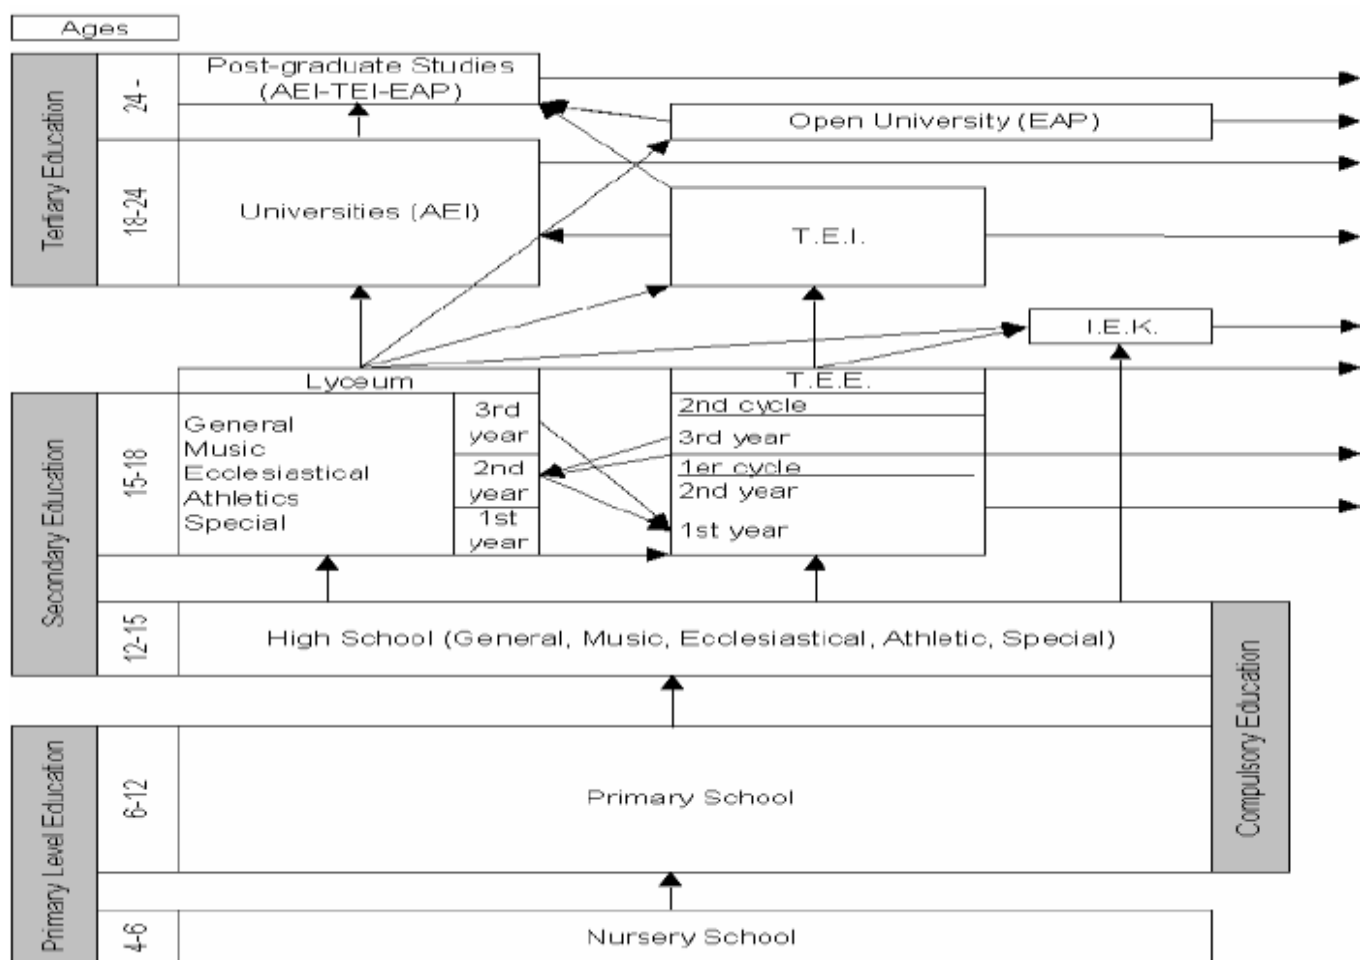 Ages
Tertiary Education
24 -
Post-graduate Studies
(AEI-TEI-EAP)
Open University (EAP)
18-24
Universities (AEI)
T.E.I.
I.E.K.
Lyceum
T.E.E.
Secondary Education
15-18
General
Music
Ecclesiastical
Athletics
Special
3rd
year
2nd
year
1st
year
2nd cycle
3rd year
1er cycle
2nd year
1st year
12-15
High School (General, Music, Ecclesiastical, Athletic, Special)
Compulsory Education
Primary Level Education
6-12
Primary School
4-6
Nursery School